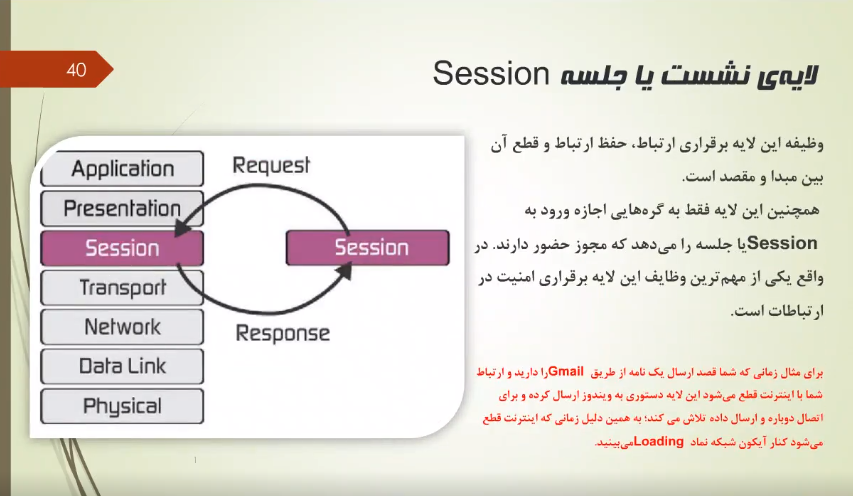 40
لایه‌ی نشست یا جلسه Session
وظیفه این لایه برقراری ارتباط، حفظ ارتباط و قطع آن
بین مبدا و مقصد است.
همچنین این لایه فقط به گره‌هایی اجازه ورود به
Sessionیا جلسه را می‌دهد که مجوز حضور دارند. در
واقع یکی از مهم‌ترین وظایف این لایه برقراری امنیت در
ارتباطات است.
برای مثال زمانی که شما قصد ارسال یک نامه از طریق Gmailرا دارید و ارتباط
شما با اینترنت قطع می‌شود این لایه دستوری به ویندوز ارسال کرده و برای
اتصال دوباره و ارسال داده تلاش می کند؛ به همین دلیل زمانی که اینترنت قطع
می‌شود کنار آیکون شبکه نماد Loadingمی‌بینید.
Application
Presentation
Session
Transport
Network
Data Link
Physical
Request
Session
Response